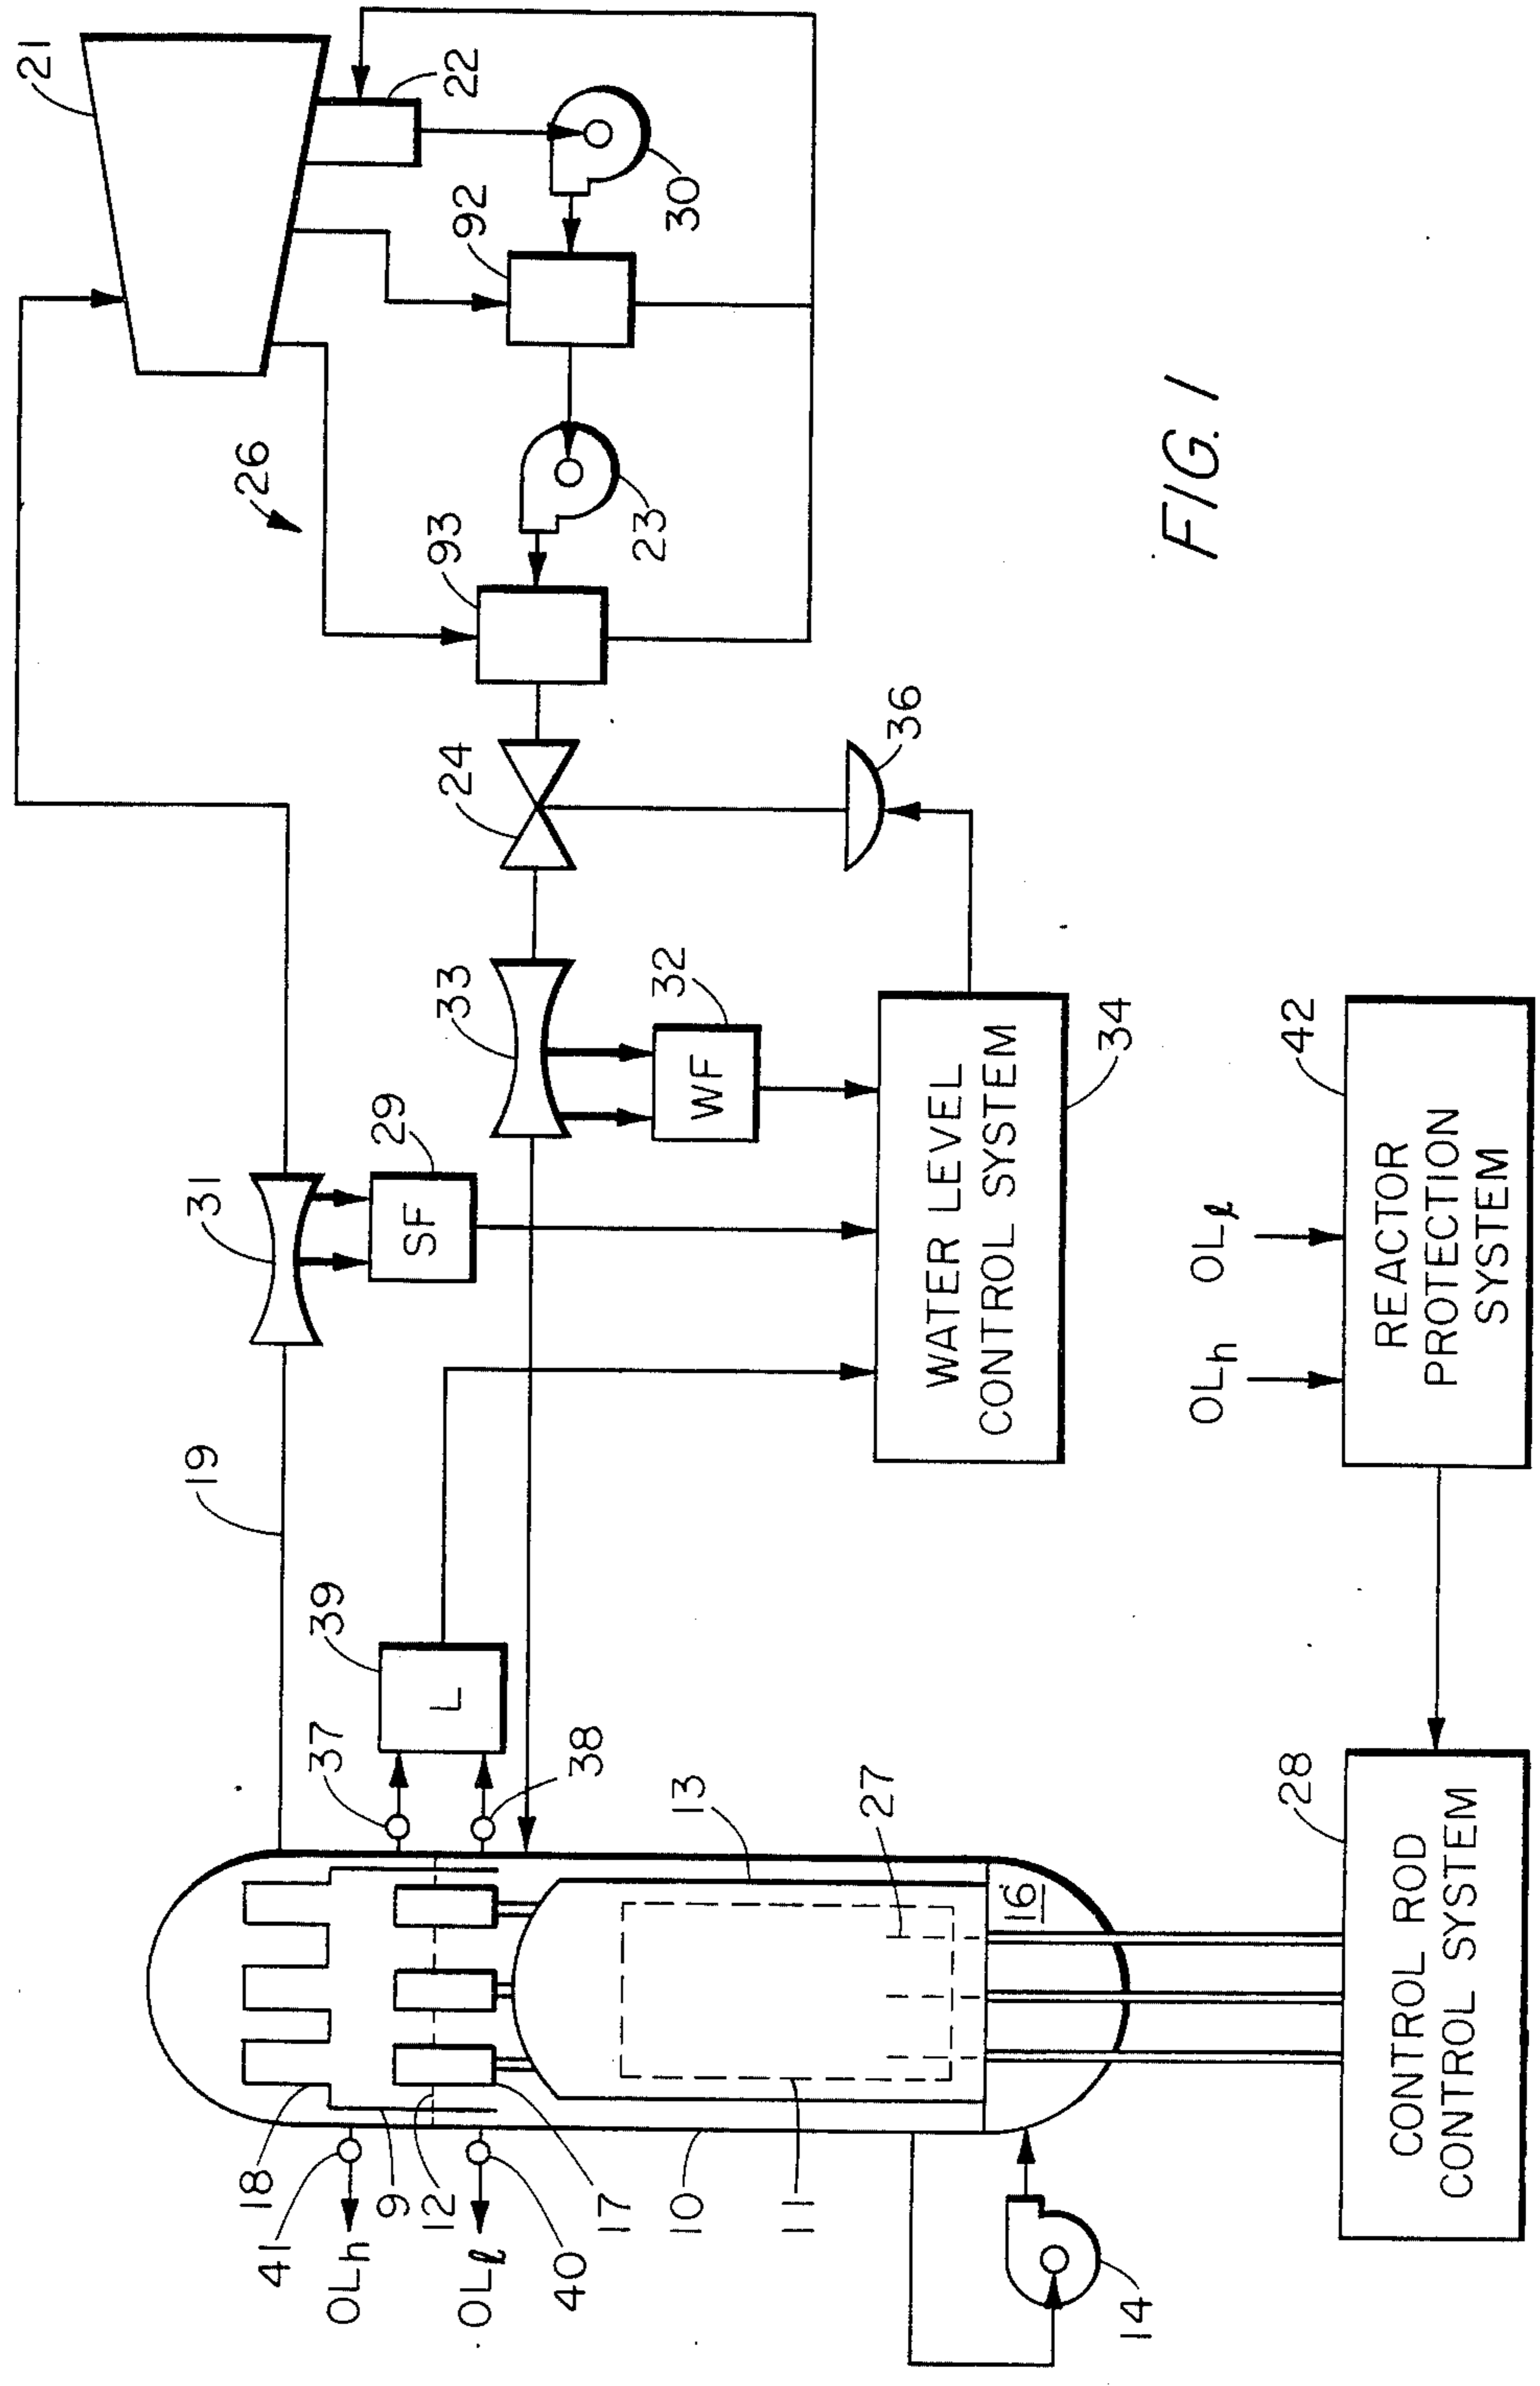 21
19
31
18
26
41
37
39
OLh
9
29
12
L
SF
33
24
93
92
22
OLℓ
40
38
17
23
32
10
13
30
WF
11
27
36
WATER LEVEL
CONTROL SYSTEM
16
34
14
FIG. 1
OLh
OLℓ
28
42
CONTROL ROD
CONTROL SYSTEM
REACTOR
PROTECTION
SYSTEM